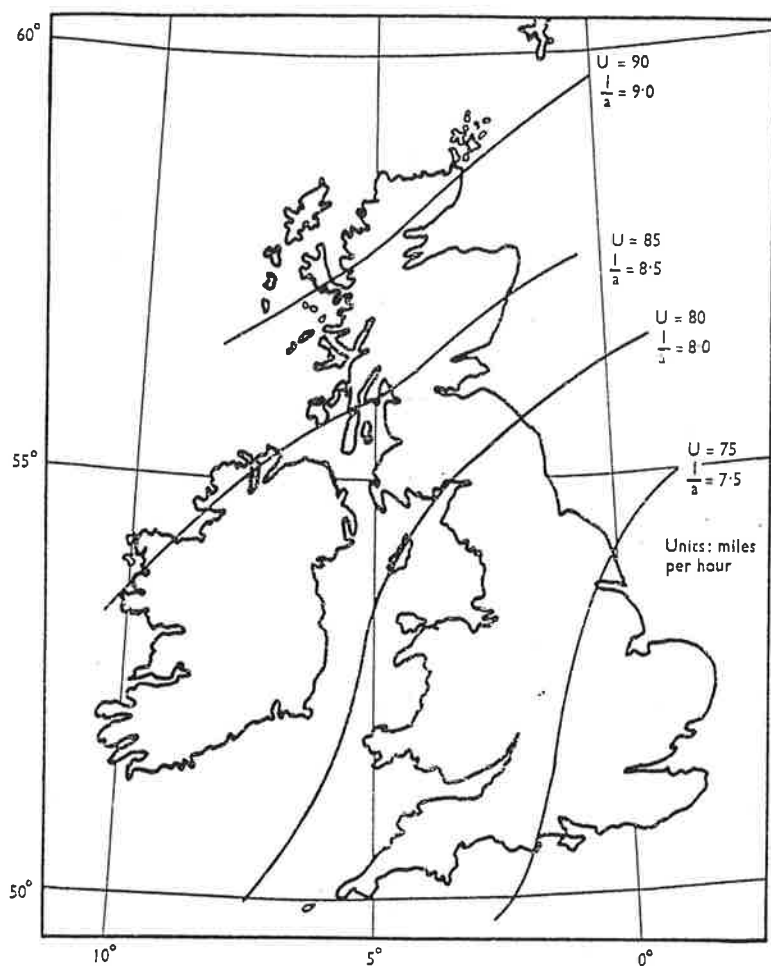 60°
U = 90
1/a = 9·0
U = 85
1/a = 8·5
U = 80
1/ = 8·0
55°
U = 75
1/a = 7·5
Units: miles
per hour
50°
10°
5°
0°